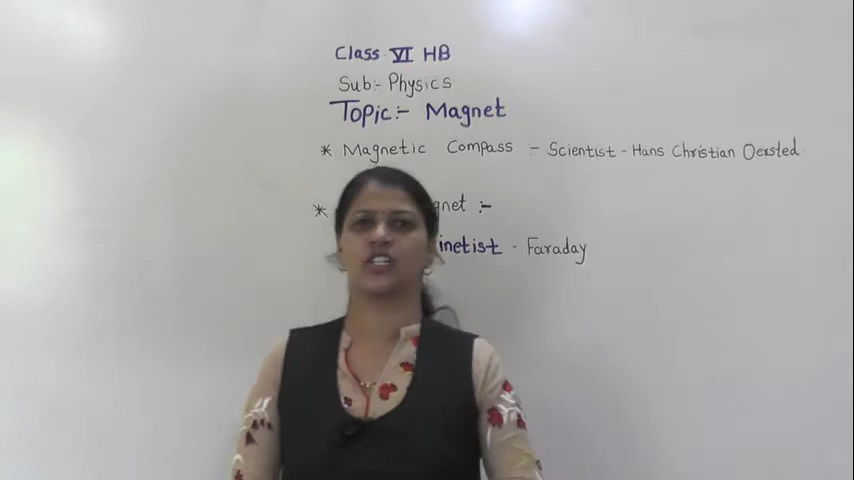 Class VI HB
Sub:- Physics
Topic:- Magnet
* Magnetic Compass - Scientist - Hans Christian Oersted
* gnet :-
inetist - Faraday